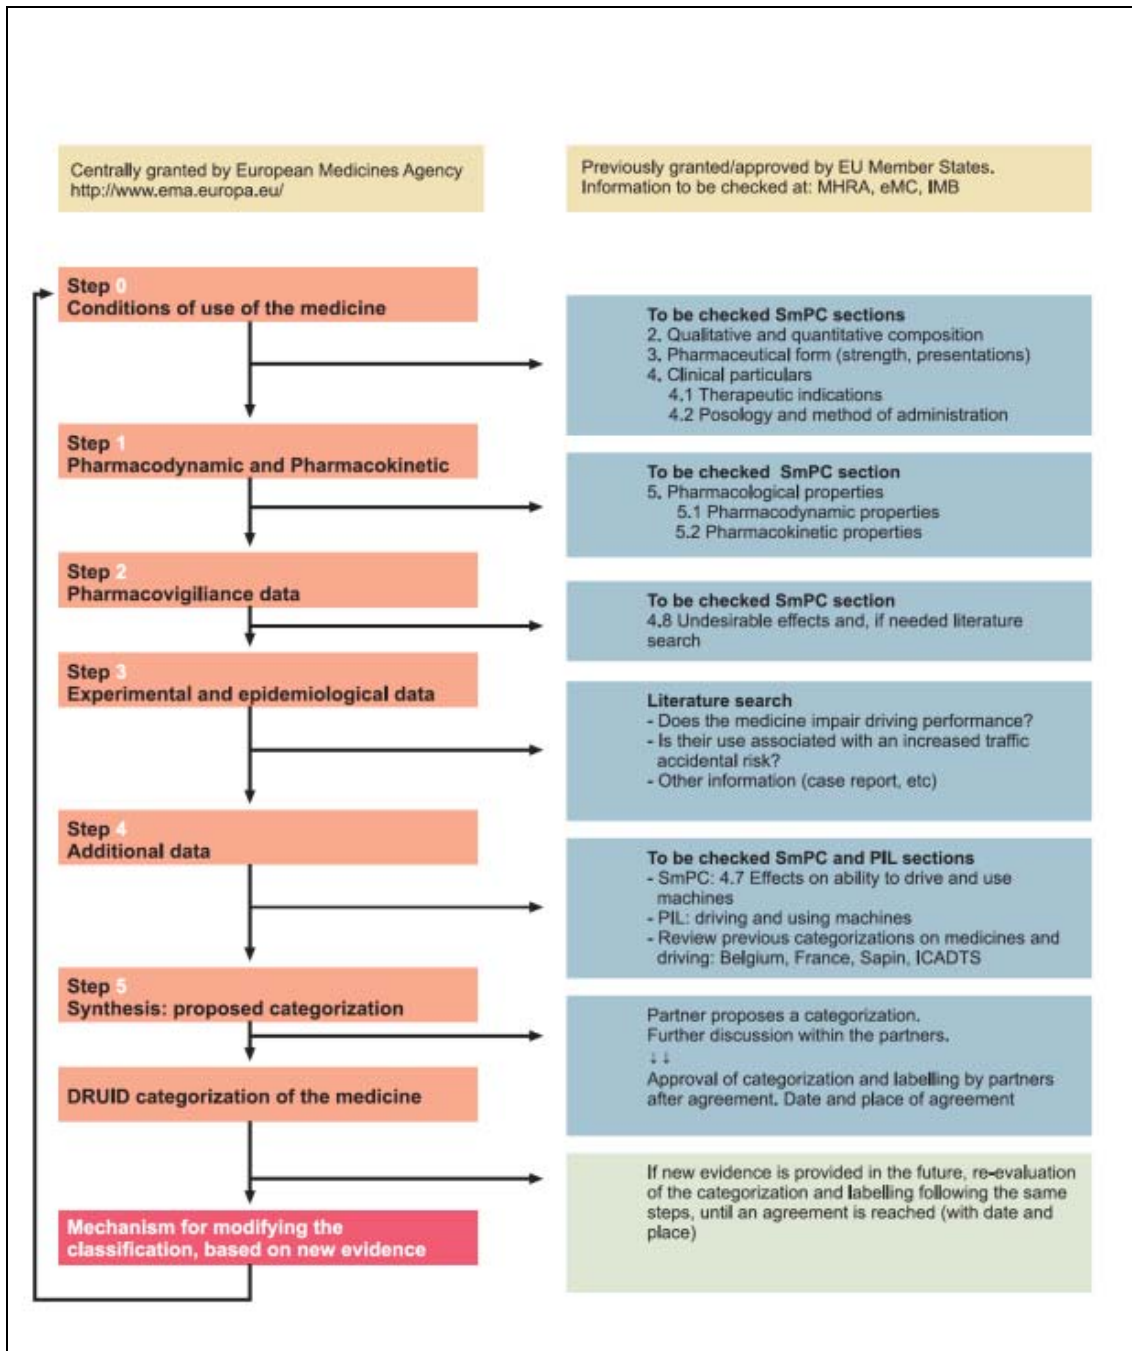 Centrally granted by European Medicines Agency
http://www.ema.europa.eu/
Previously granted/approved by EU Member States.
Information to be checked at: MHRA, eMC, IMB
Step 0
Conditions of use of the medicine
To be checked SmPC sections
2. Qualitative and quantitative composition
3. Pharmaceutical form (strength, presentations)
4. Clinical particulars
4.1 Therapeutic indications
4.2 Posology and method of administration
Step 1
Pharmacodynamic and Pharmacokinetic
To be checked SmPC section
5. Pharmacological properties
5.1 Pharmacodynamic properties
5.2 Pharmacokinetic properties
Step 2
Pharmacovigiliance data
To be checked SmPC section
4.8 Undesirable effects and, if needed literature
search
Step 3
Experimental and epidemiological data
Literature search
- Does the medicine impair driving performance?
- Is their use associated with an increased traffic
accidental risk?
- Other information (case report, etc)
Step 4
Additional data
To be checked SmPC and PIL sections
- SmPC: 4.7 Effects on ability to drive and use
machines
- PIL: driving and using machines
- Review previous categorizations on medicines and
driving: Belgium, France, Sapin, ICADTS
Step 5
Synthesis: proposed categorization
Partner proposes a categorization.
Further discussion within the partners.
↓↓
Approval of categorization and labelling by partners
after agreement. Date and place of agreement
DRUID categorization of the medicine
If new evidence is provided in the future, re-evaluation
of the categorization and labelling following the same
steps, until an agreement is reached (with date and
place)
Mechanism for modifying the
classification, based on new evidence